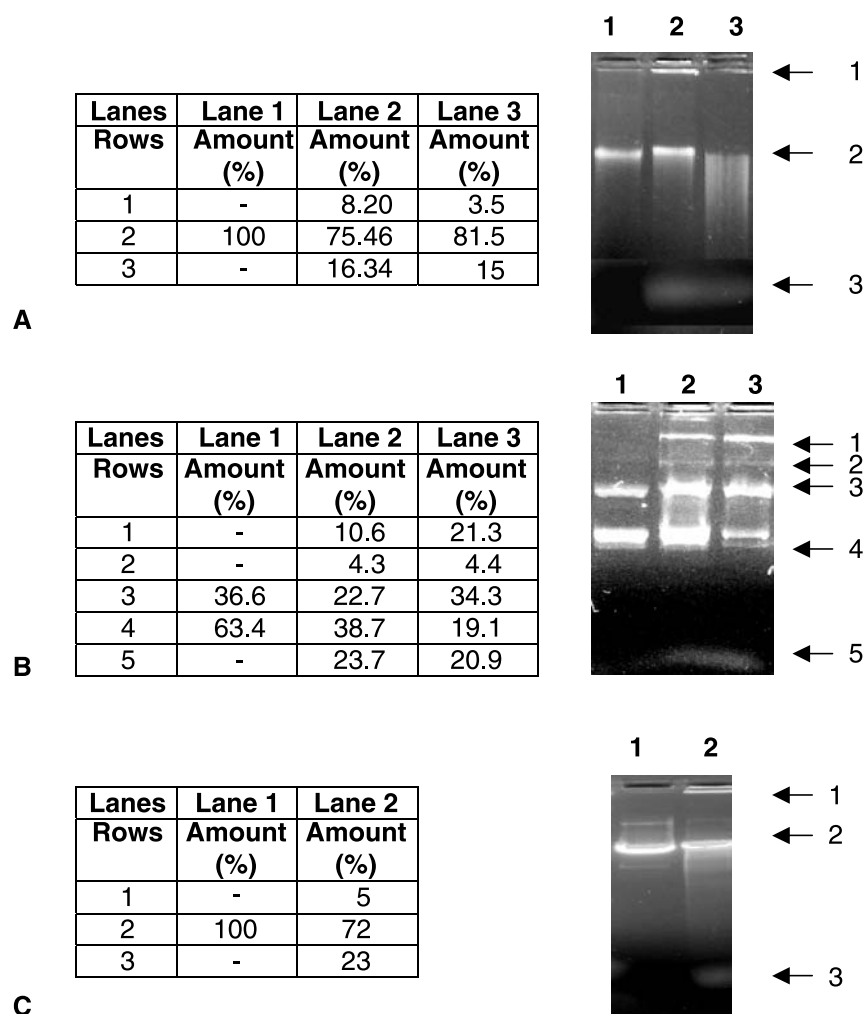 1 2 3
1
Lanes Lane 1 Lane 2 Lane 3
Rows Amount Amount Amount
(%) (%) (%)
2
1 - 8.20 3.5
2 100 75.46 81.5
3 - 16.34 15
3
A
1 2 3
Lanes Lane 1 Lane 2 Lane 3
1
Rows Amount Amount Amount
(%) (%) (%)
2
3
1 - 10.6 21.3
2 - 4.3 4.4
4
3 36.6 22.7 34.3
4 63.4 38.7 19.1
5 - 23.7 20.9
5
B
1 2
Lanes Lane 1 Lane 2
1
Rows Amount Amount
(%) (%)
2
1 - 5
2 100 72
3 - 23
3
C